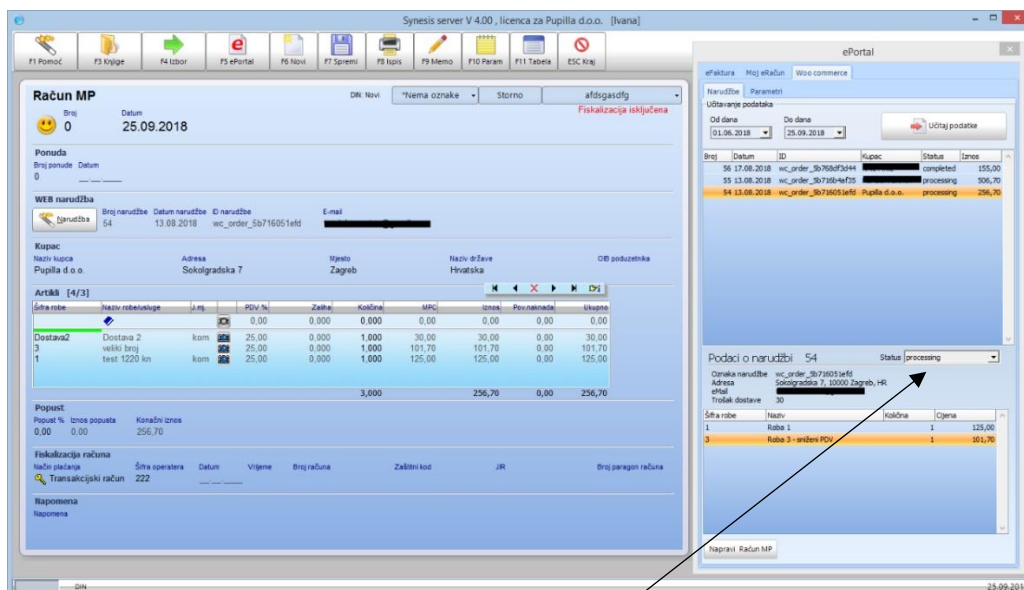 Synesis server V 4.00 , licenca za Pupilla d.o.o. [Ivana]
F1 Pomoć F3 Knjige F4 Izbor F5 ePortal F6 Novi F7 Spremi F8 Ispis F9 Memo F10 Param F11 Tabela ESC Kraj
Račun MP
DIN: Novi *Nema oznake Storno afdsgasdfg
Fiskalizacija isključena
Broj Datum
0 25.09.2018
Ponuda
Broj ponude Datum
0 __.__.____
WEB narudžba
Narudžba
Broj narudžbe Datum narudžbe ID narudžbe E-mail
54 13.08.2018 wc_order_5b716051efd
Kupac
Naziv kupca Adresa Mjesto Naziv države OIB poduzetnika
Pupilla d.o.o. Sokolgradska 7 Zagreb Hrvatska
Artikli [4/3]
Šifra robe Naziv robe/usluge J.mj. PDV % Zaliha Količina MPC Iznos Pov.naknada Ukupno
0,00 0,000 0,000 0,00 0,00 0,00 0,00
Dostava2 Dostava 2 kom 25,00 0,000 1,000 30,00 30,00 0,00 30,00
3 veliki broj 25,00 0,000 1,000 101,70 101,70 0,00 101,70
1 test 1220 kn kom 25,00 0,000 1,000 125,00 125,00 0,00 125,00
3,000 256,70 0,00 256,70
Popust
Popust % Iznos popusta Konačni iznos
0,00 0,00 256,70
Fiskalizacija računa
Način plaćanja Šifra operatera Datum Vrijeme Broj računa Zaštitni kod JIR Broj paragon računa
Transakcijski račun 222 __.__.____
Napomena
Napomena
DIN
25.09.201
ePortal
eFaktura Moj eRačun Woo commerce
Narudžbe Parametri
Učitavanje podataka
Od dana Do dana
01.06.2018 25.09.2018 Učitaj podatke
Broj Datum ID Kupac Status Iznos
56 17.08.2018 wc_order_5b768df3d44 completed 155,00
55 13.08.2018 wc_order_5b716b4ef35 processing 506,70
54 13.08.2018 wc_order_5b716051efd Pupilla d.o.o. processing 256,70
Podaci o narudžbi 54 Status processing
Oznaka narudžbe wc_order_5b716051efd
Adresa Sokolgradska 7, 10000 Zagreb, HR
eMail
Trošak dostave 30
Šifra robe Naziv Količina Cijena
1 Roba 1 1 125,00
3 Roba 3 - sniženi PDV 1 101,70
Napravi Račun MP